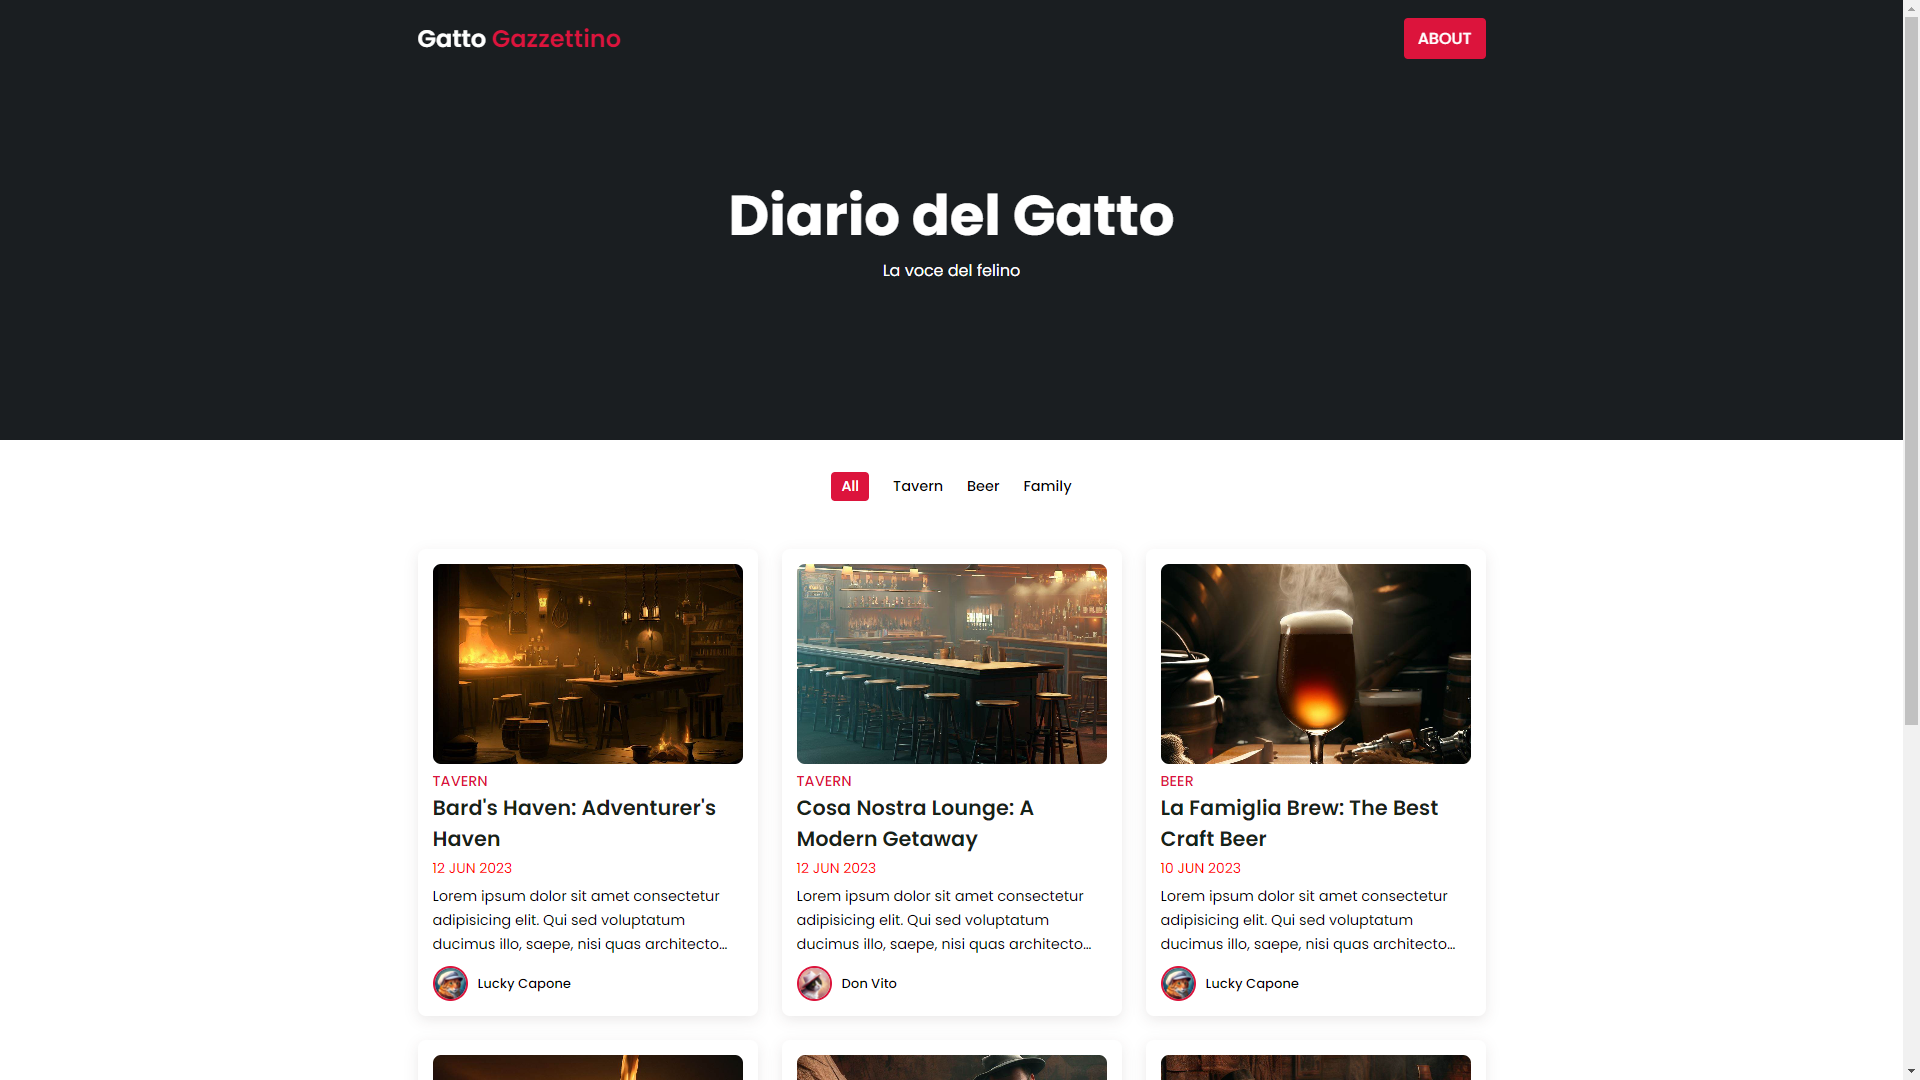 Gatto Gazzettino
ABOUT
Diario del Gatto
La voce del felino
All
Tavern
Beer
Family
TAVERN
Bard's Haven: Adventurer's
Haven
12 JUN 2023
Lorem ipsum dolor sit amet consectetur
adipisicing elit. Qui sed voluptatum
ducimus illo, saepe, nisi quas architecto...
Lucky Capone
TAVERN
Cosa Nostra Lounge: A
Modern Getaway
12 JUN 2023
Lorem ipsum dolor sit amet consectetur
adipisicing elit. Qui sed voluptatum
ducimus illo, saepe, nisi quas architecto...
Don Vito
BEER
La Famiglia Brew: The Best
Craft Beer
10 JUN 2023
Lorem ipsum dolor sit amet consectetur
adipisicing elit. Qui sed voluptatum
ducimus illo, saepe, nisi quas architecto...
Lucky Capone